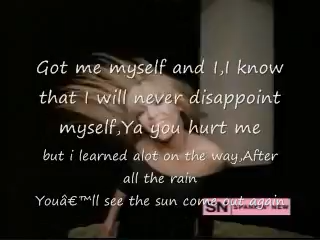 Got me myself and I,I know
that I will never disappoint
myself,Ya you hurt me
but i learned alot on the way,After
all the rain
Youâ€™ll see the sun come out again.
SN